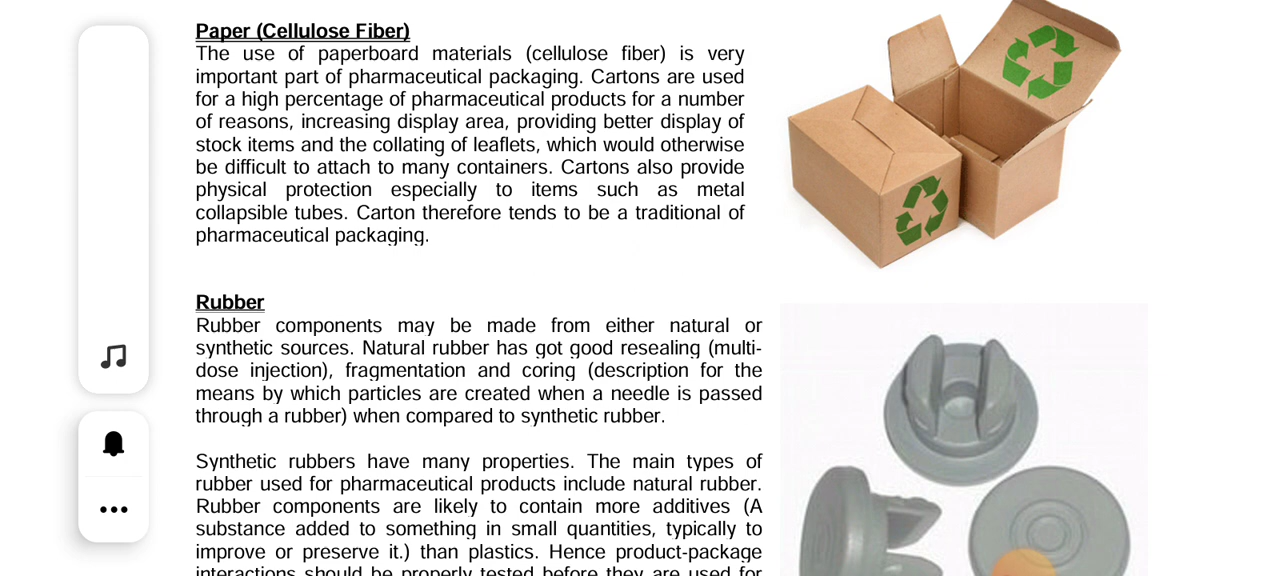 Paper (Cellulose Fiber)
The use of paperboard materials (cellulose fiber) is very
important part of pharmaceutical packaging. Cartons are used
for a high percentage of pharmaceutical products for a number
of reasons, increasing display area, providing better display of
stock items and the collating of leaflets, which would otherwise
be difficult to attach to many containers. Cartons also provide
physical protection especially to items such as metal
collapsible tubes. Carton therefore tends to be a traditional of
pharmaceutical packaging.
Rubber
Rubber components may be made from either natural or
synthetic sources. Natural rubber has got good resealing (multi-
dose injection), fragmentation and coring (description for the
means by which particles are created when a needle is passed
through a rubber) when compared to synthetic rubber.
Synthetic rubbers have many properties. The main types of
rubber used for pharmaceutical products include natural rubber.
Rubber components are likely to contain more additives (A
substance added to something in small quantities, typically to
improve or preserve it.) than plastics. Hence product-package
interactions should be properly tested before they are used for